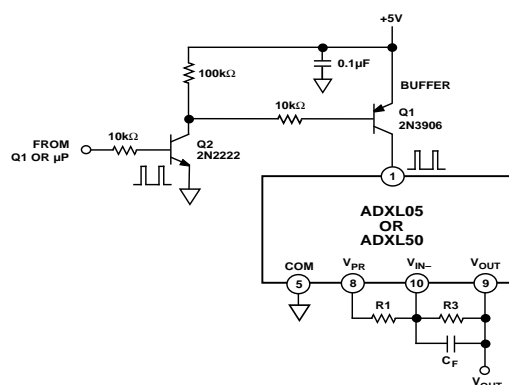 +5V
100kΩ
0.1µF
BUFFER
10kΩ
Q1
2N3906
FROM
Q1 OR µP
10kΩ
Q2
2N2222
1
ADXL05
OR
ADXL50
COM
VPR
VIN–
VOUT
5
8
10
9
R1
R3
CF
VOUT